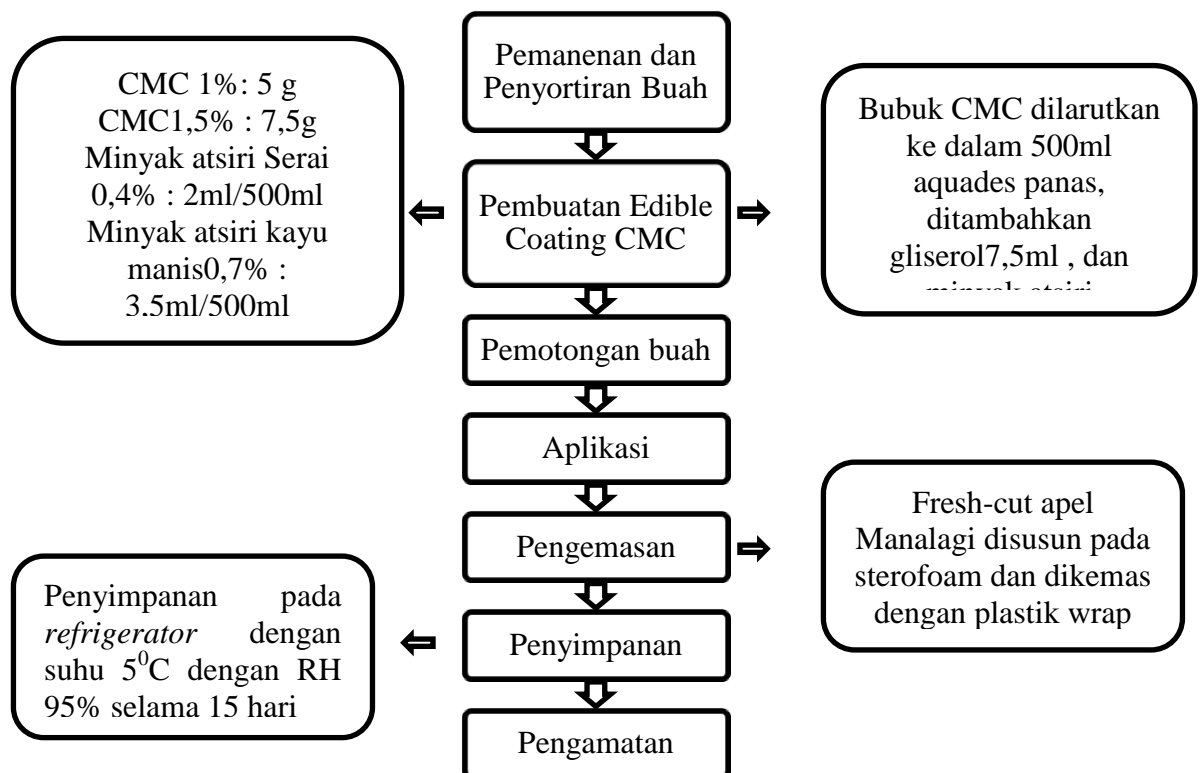 Pemanenan dan
Penyortiran Buah
CMC 1%: 5 g
CMC1,5% : 7,5g
Minyak atsiri Serai
0,4% : 2ml/500ml
Minyak atsiri kayu
manis0,7% :
3.5ml/500ml
Pembuatan Edible
Coating CMC
Bubuk CMC dilarutkan
ke dalam 500ml
aquades panas,
ditambahkan
gliserol7,5ml , dan
minyak atsiri
Pemotongan buah
Aplikasi
Pengemasan
Fresh-cut apel
Manalagi disusun pada
sterofoam dan dikemas
dengan plastik wrap
Penyimpanan
Penyimpanan pada
refrigerator dengan
suhu 5⁰C dengan RH
95% selama 15 hari
Pengamatan